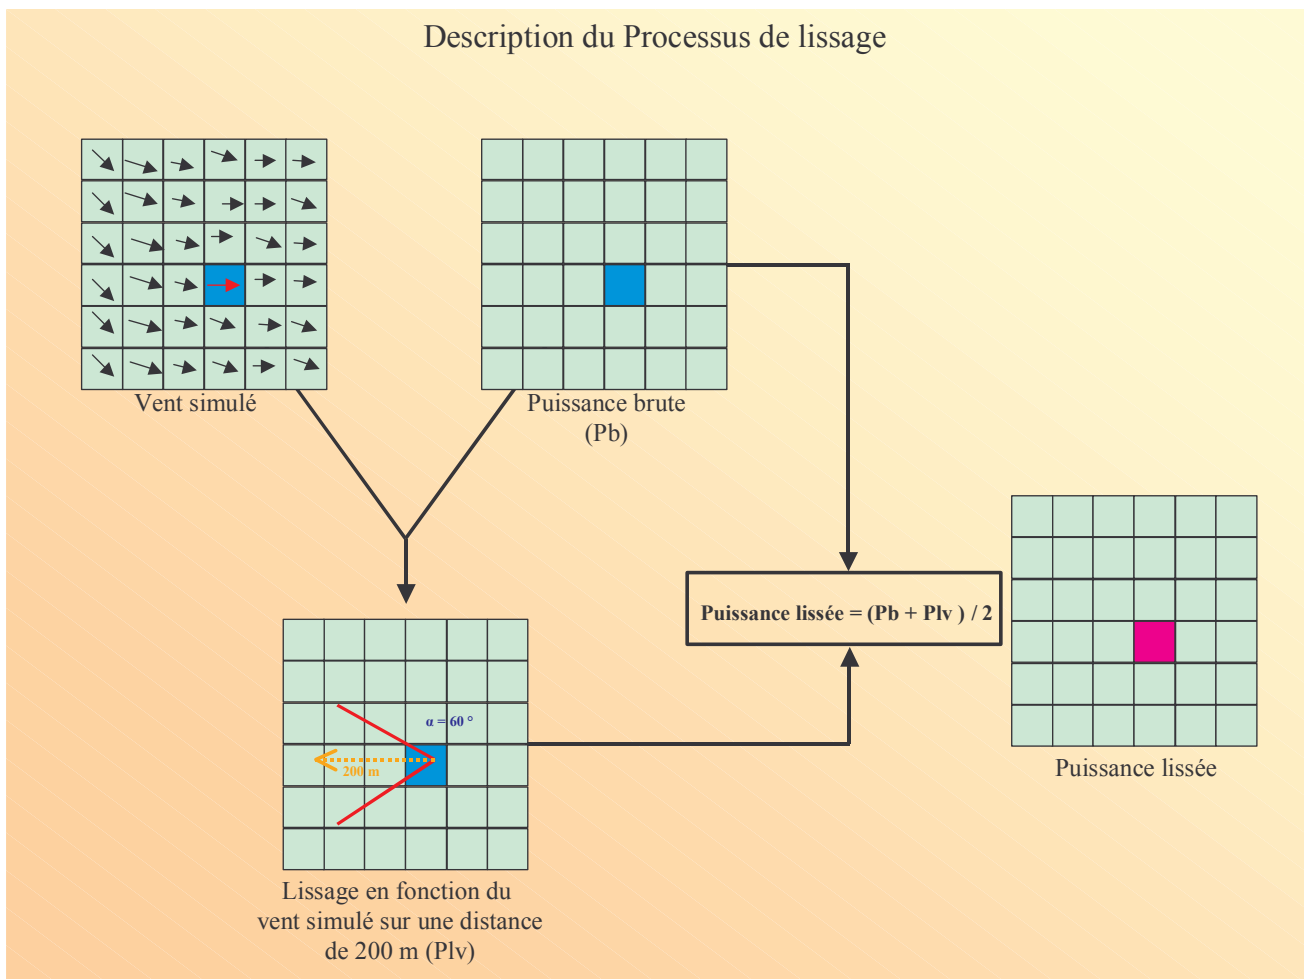 Description du Processus de lissage
Vent simulé
Puissance brute
(Pb)
Puissance lissée = (Pb + Plv ) / 2
α = 60 °
200 m
Puissance lissée
Lissage en fonction du
vent simulé sur une distance
de 200 m (Plv)